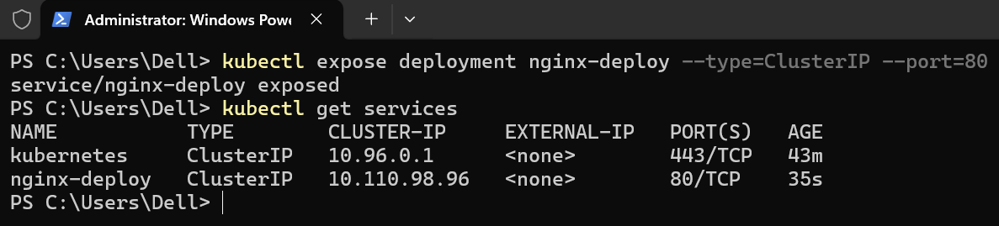 Administrator: Windows Powe
PS C:\Users\Dell> kubectl expose deployment nginx-deploy --type=ClusterIP --port=80
service/nginx-deploy exposed
PS C:\Users\Dell> kubectl get services
NAME           TYPE        CLUSTER-IP     EXTERNAL-IP   PORT(S)   AGE
kubernetes     ClusterIP   10.96.0.1      <none>        443/TCP   43m
nginx-deploy   ClusterIP   10.110.98.96   <none>        80/TCP    35s
PS C:\Users\Dell>